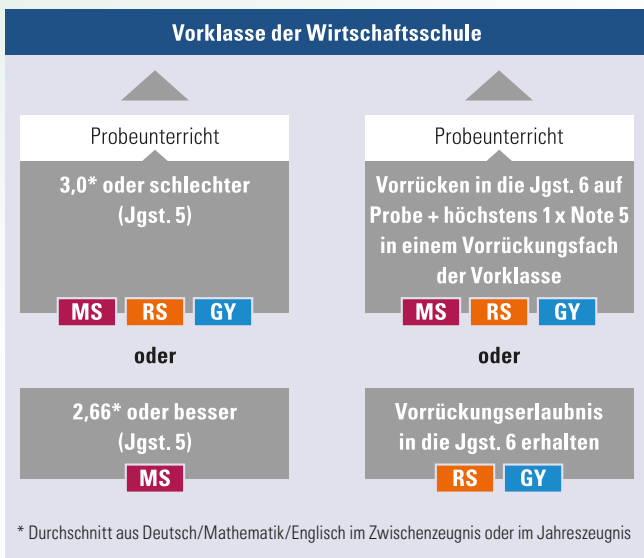 Vorklasse der Wirtschaftsschule
Probeunterricht
3,0* oder schlechter
(Jgst. 5)
MS RS GY
oder
2,66* oder besser
(Jgst. 5)
MS
Probeunterricht
Vorrücken in die Jgst. 6 auf
Probe + höchstens 1 x Note 5
in einem Vorrückungsfach
der Vorklasse
MS RS GY
oder
Vorrückungserlaubnis
in die Jgst. 6 erhalten
RS GY
* Durchschnitt aus Deutsch/Mathematik/Englisch im Zwischenzeugnis oder im Jahreszeugnis